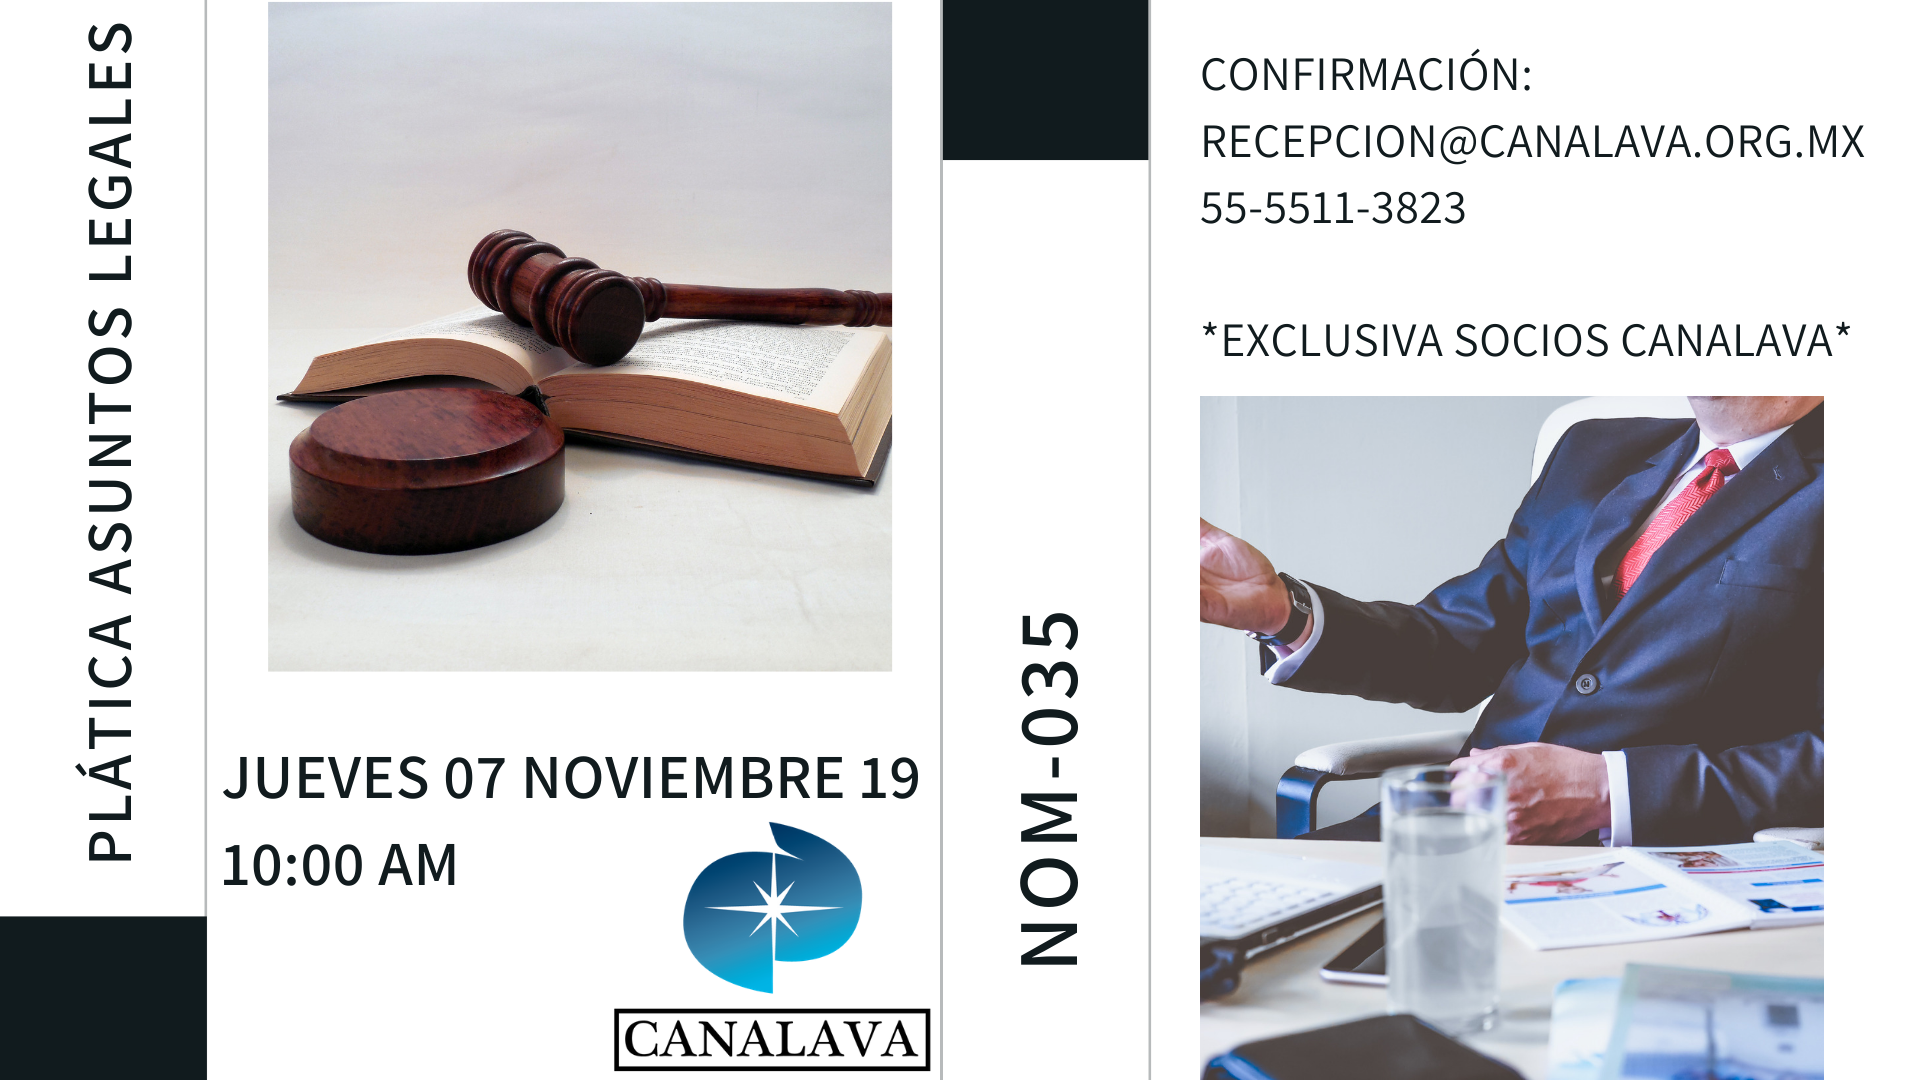 PLÁTICA ASUNTOS LEGALES
JUEVES 07 NOVIEMBRE 19
10:00 AM
CANALAVA
NOM-035
CONFIRMACIÓN:
RECEPCION@CANALAVA.ORG.MX
55-5511-3823
*EXCLUSIVA SOCIOS CANALAVA*